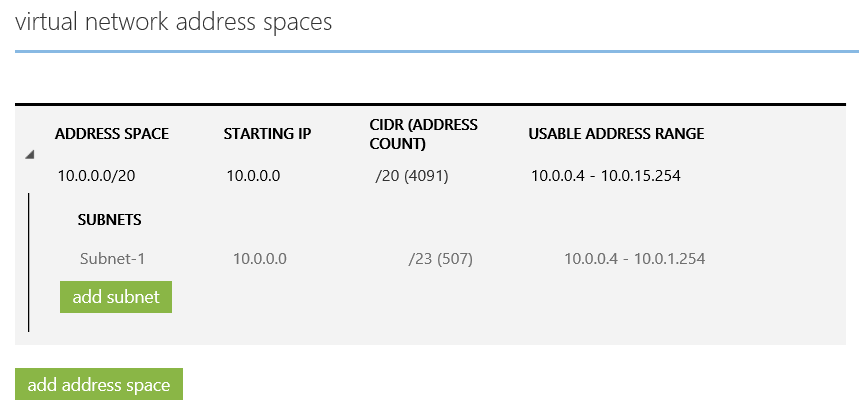 virtual network address spaces
ADDRESS SPACE STARTING IP CIDR (ADDRESS COUNT) USABLE ADDRESS RANGE
10.0.0.0/20 10.0.0.0 /20 (4091) 10.0.0.4 - 10.0.15.254
SUBNETS
Subnet-1 10.0.0.0 /23 (507) 10.0.0.4 - 10.0.1.254
add subnet
add address space